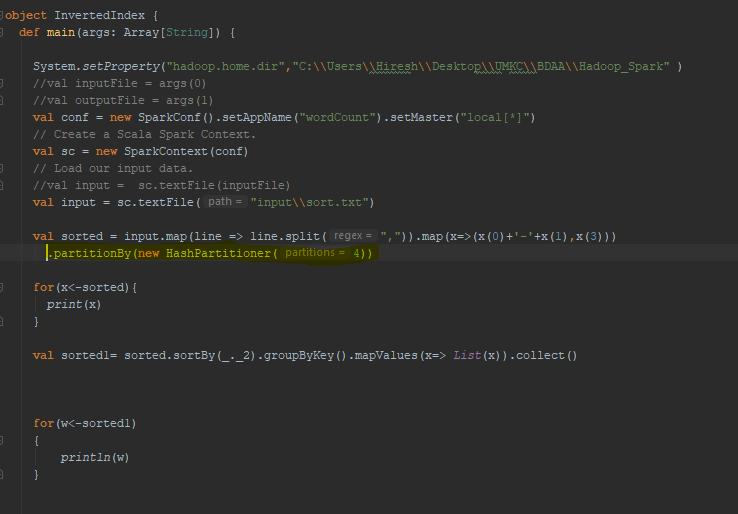 object InvertedIndex {
def main(args: Array[String]) {
System.setProperty("hadoop.home.dir","C:\\Users\\Hiresh\\Desktop\\UMKC\\BDAA\\Hadoop_Spark" )
//val inputFile = args(0)
//val outputFile = args(1)
val conf = new SparkConf().setAppName("wordCount").setMaster("local[*]")
// Create a Scala Spark Context.
val sc = new SparkContext(conf)
// Load our input data.
//val input =  sc.textFile(inputFile)
val input = sc.textFile( path = "input\\sort.txt")
val sorted = input.map(line => line.split( regex = ",")).map(x=>(x(0)+'-'+x(1),x(3)))
.partitionBy(new HashPartitioner( partitions = 4))
for(x<-sorted){
print(x)
}
val sorted1= sorted.sortBy(_._2).groupByKey().mapValues(x=> List(x)).collect()
for(w<-sorted1)
{
println(w)
}